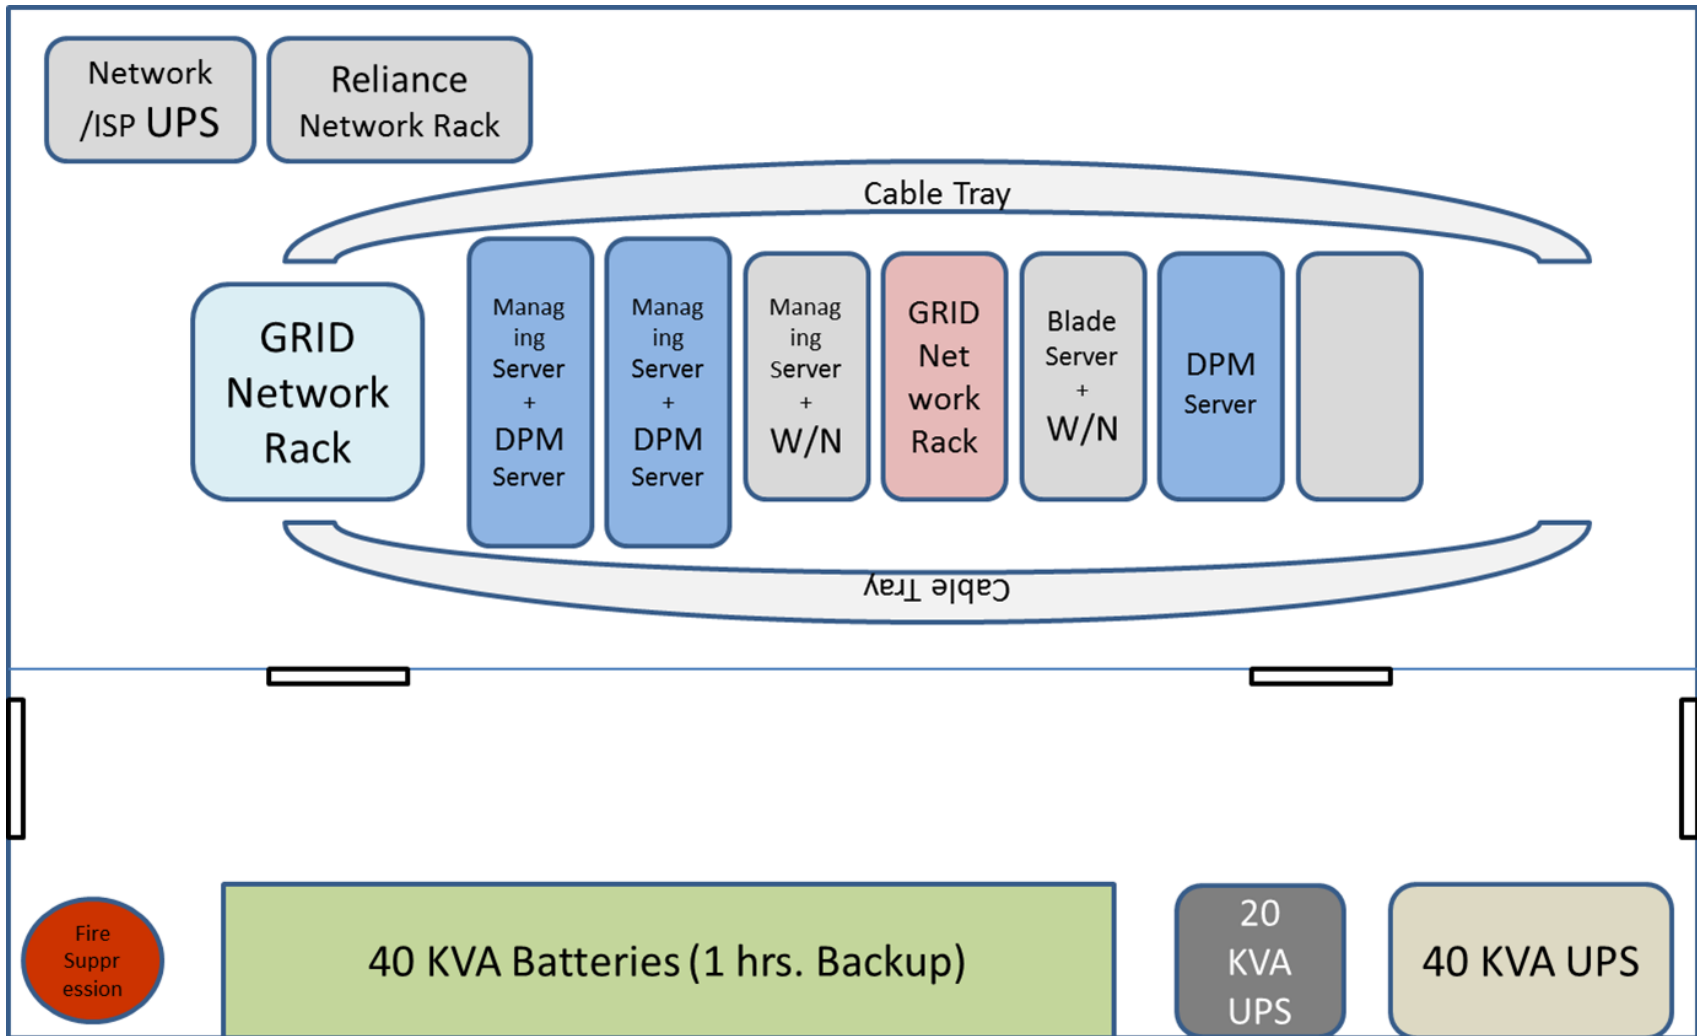 Network
/ISP UPS
Reliance
Network Rack
Cable Tray
GRID
Network
Rack
Manag
ing
Server
+
DPM
Server
Manag
ing
Server
+
DPM
Server
Manag
ing
Server
+
W/N
GRID
Net
work
Rack
Blade
Server
+
W/N
DPM
Server
Cable Tray
Fire
Suppr
ession
40 KVA Batteries (1 hrs. Backup)
20
KVA
UPS
40 KVA UPS